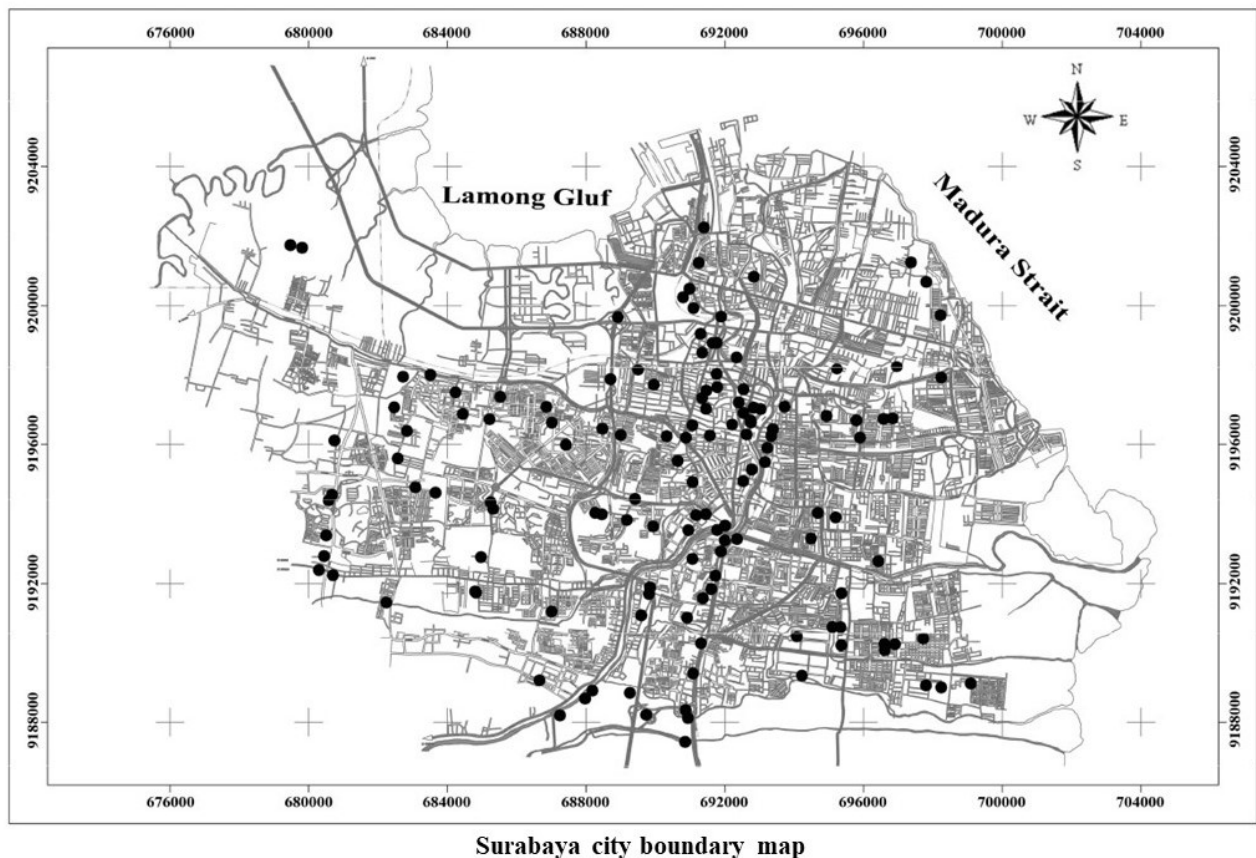 676000 680000 684000 688000 692000 696000 700000 704000
N
W E
S
9204000 9204000
Lamong Gluf
Madura Strait
9200000 9200000
9196000 9196000
9192000 9192000
9188000 9188000
676000 680000 684000 688000 692000 696000 700000 704000
Surabaya city boundary map